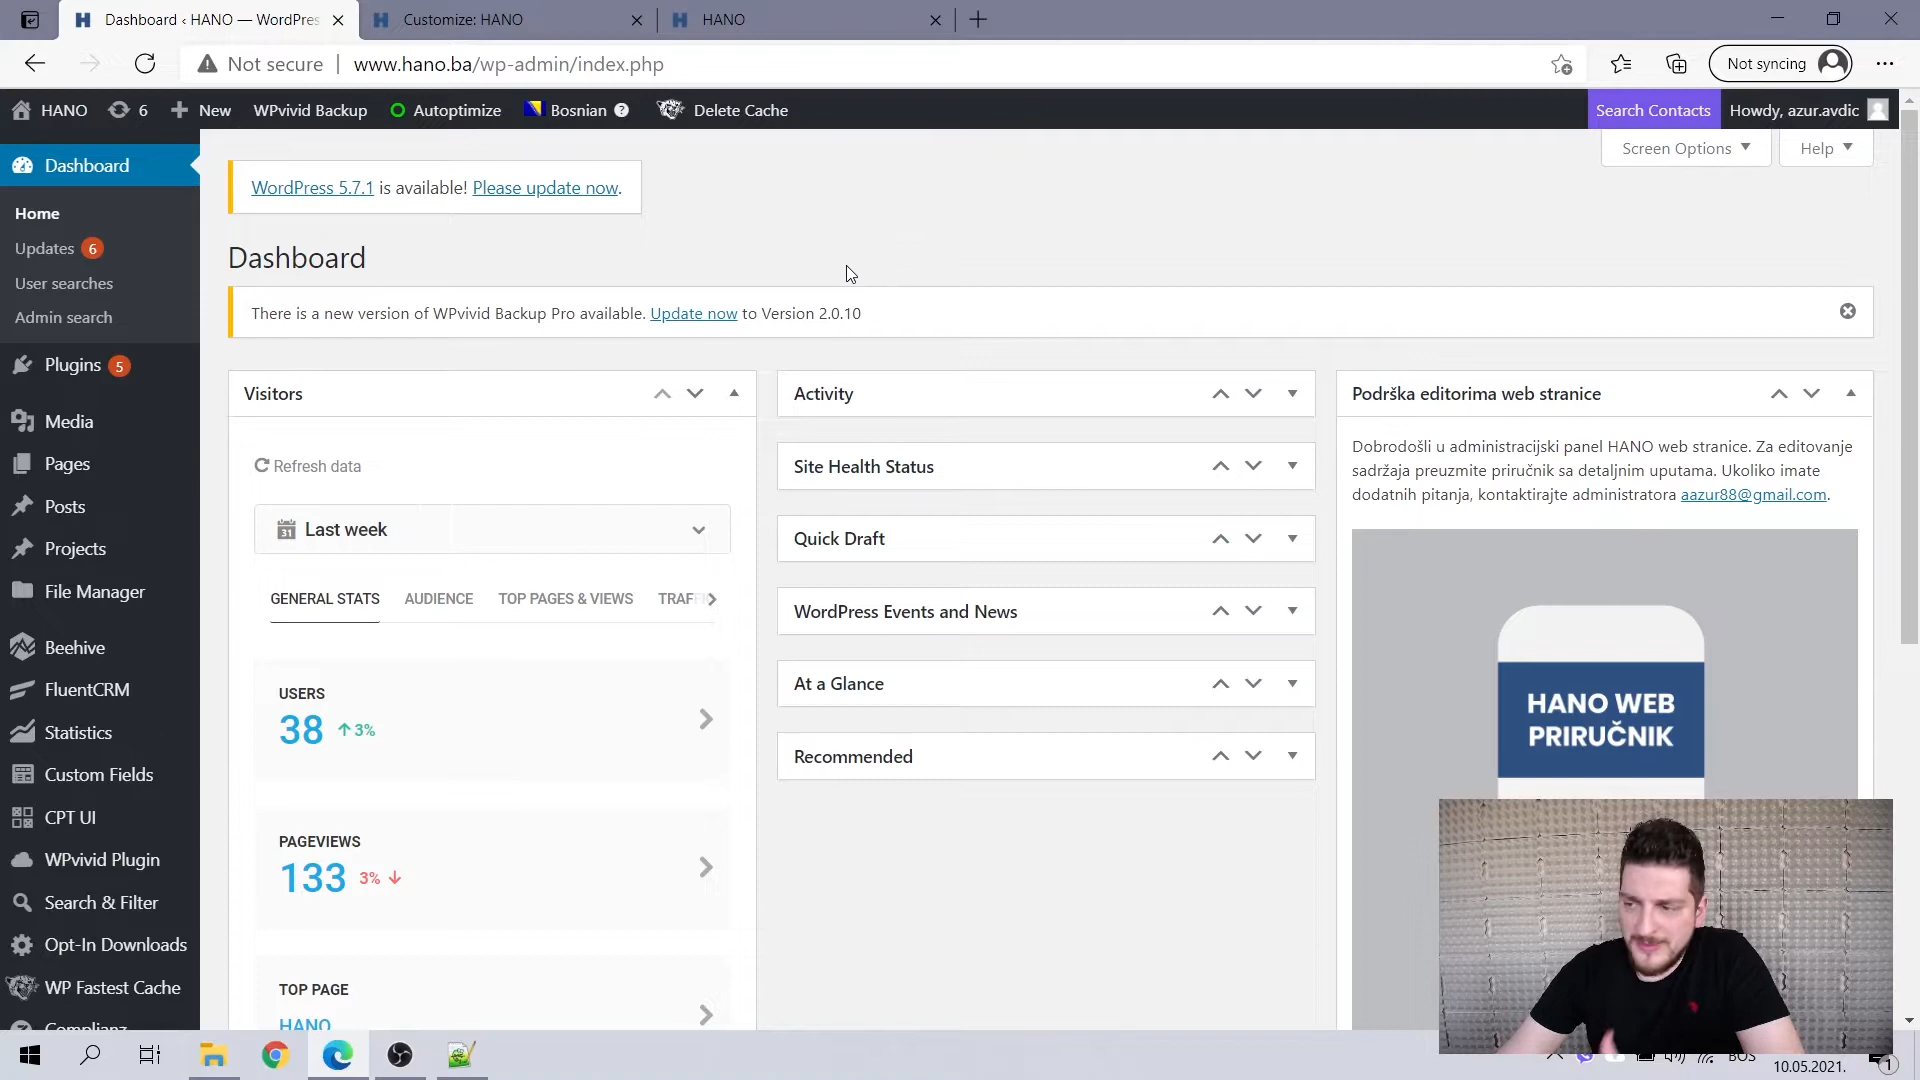 Dashboard ‹ HANO — WordPres
Customize: HANO
HANO
Not secure
www.hano.ba/wp-admin/index.php
Not syncing
HANO
6
New
WPvivid Backup
Autoptimize
Bosnian
Delete Cache
Search Contacts
Howdy, azur.avdic
Screen Options
Help
Dashboard
Home
Updates 6
User searches
Admin search
Plugins 5
Media
Pages
Posts
Projects
File Manager
Beehive
FluentCRM
Statistics
Custom Fields
CPT UI
WPvivid Plugin
Search & Filter
Opt-In Downloads
WP Fastest Cache
Complianz
WordPress 5.7.1 is available! Please update now.
Dashboard
There is a new version of WPvivid Backup Pro available. Update now to Version 2.0.10
Visitors
Refresh data
31
Last week
GENERAL STATS
AUDIENCE
TOP PAGES & VIEWS
TRAFFI
USERS
38
3%
PAGEVIEWS
133
3%
TOP PAGE
HANO
Activity
Site Health Status
Quick Draft
WordPress Events and News
At a Glance
Recommended
Podrška editorima web stranice
Dobrodošli u administracijski panel HANO web stranice. Za editovanje
sadržaja preuzmite priručnik sa detaljnim uputama. Ukoliko imate
dodatnih pitanja, kontaktirajte administratora aazur88@gmail.com.
HANO WEB
PRIRUČNIK
BOS
10.05.2021.
1